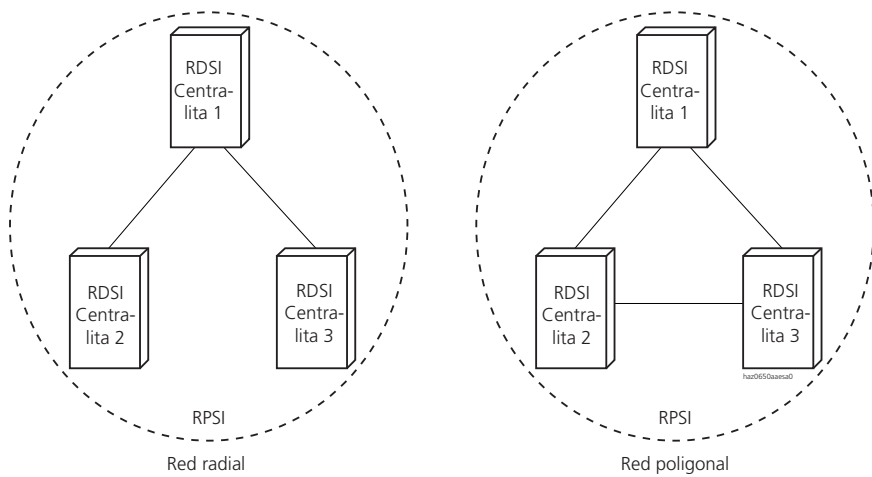 RDSI
Centra-
lita 1
RDSI
Centra-
lita 2
RDSI
Centra-
lita 3
RPSI
Red radial
RDSI
Centra-
lita 1
RDSI
Centra-
lita 2
RDSI
Centra-
lita 3
haz0650aaesa0
RPSI
Red poligonal